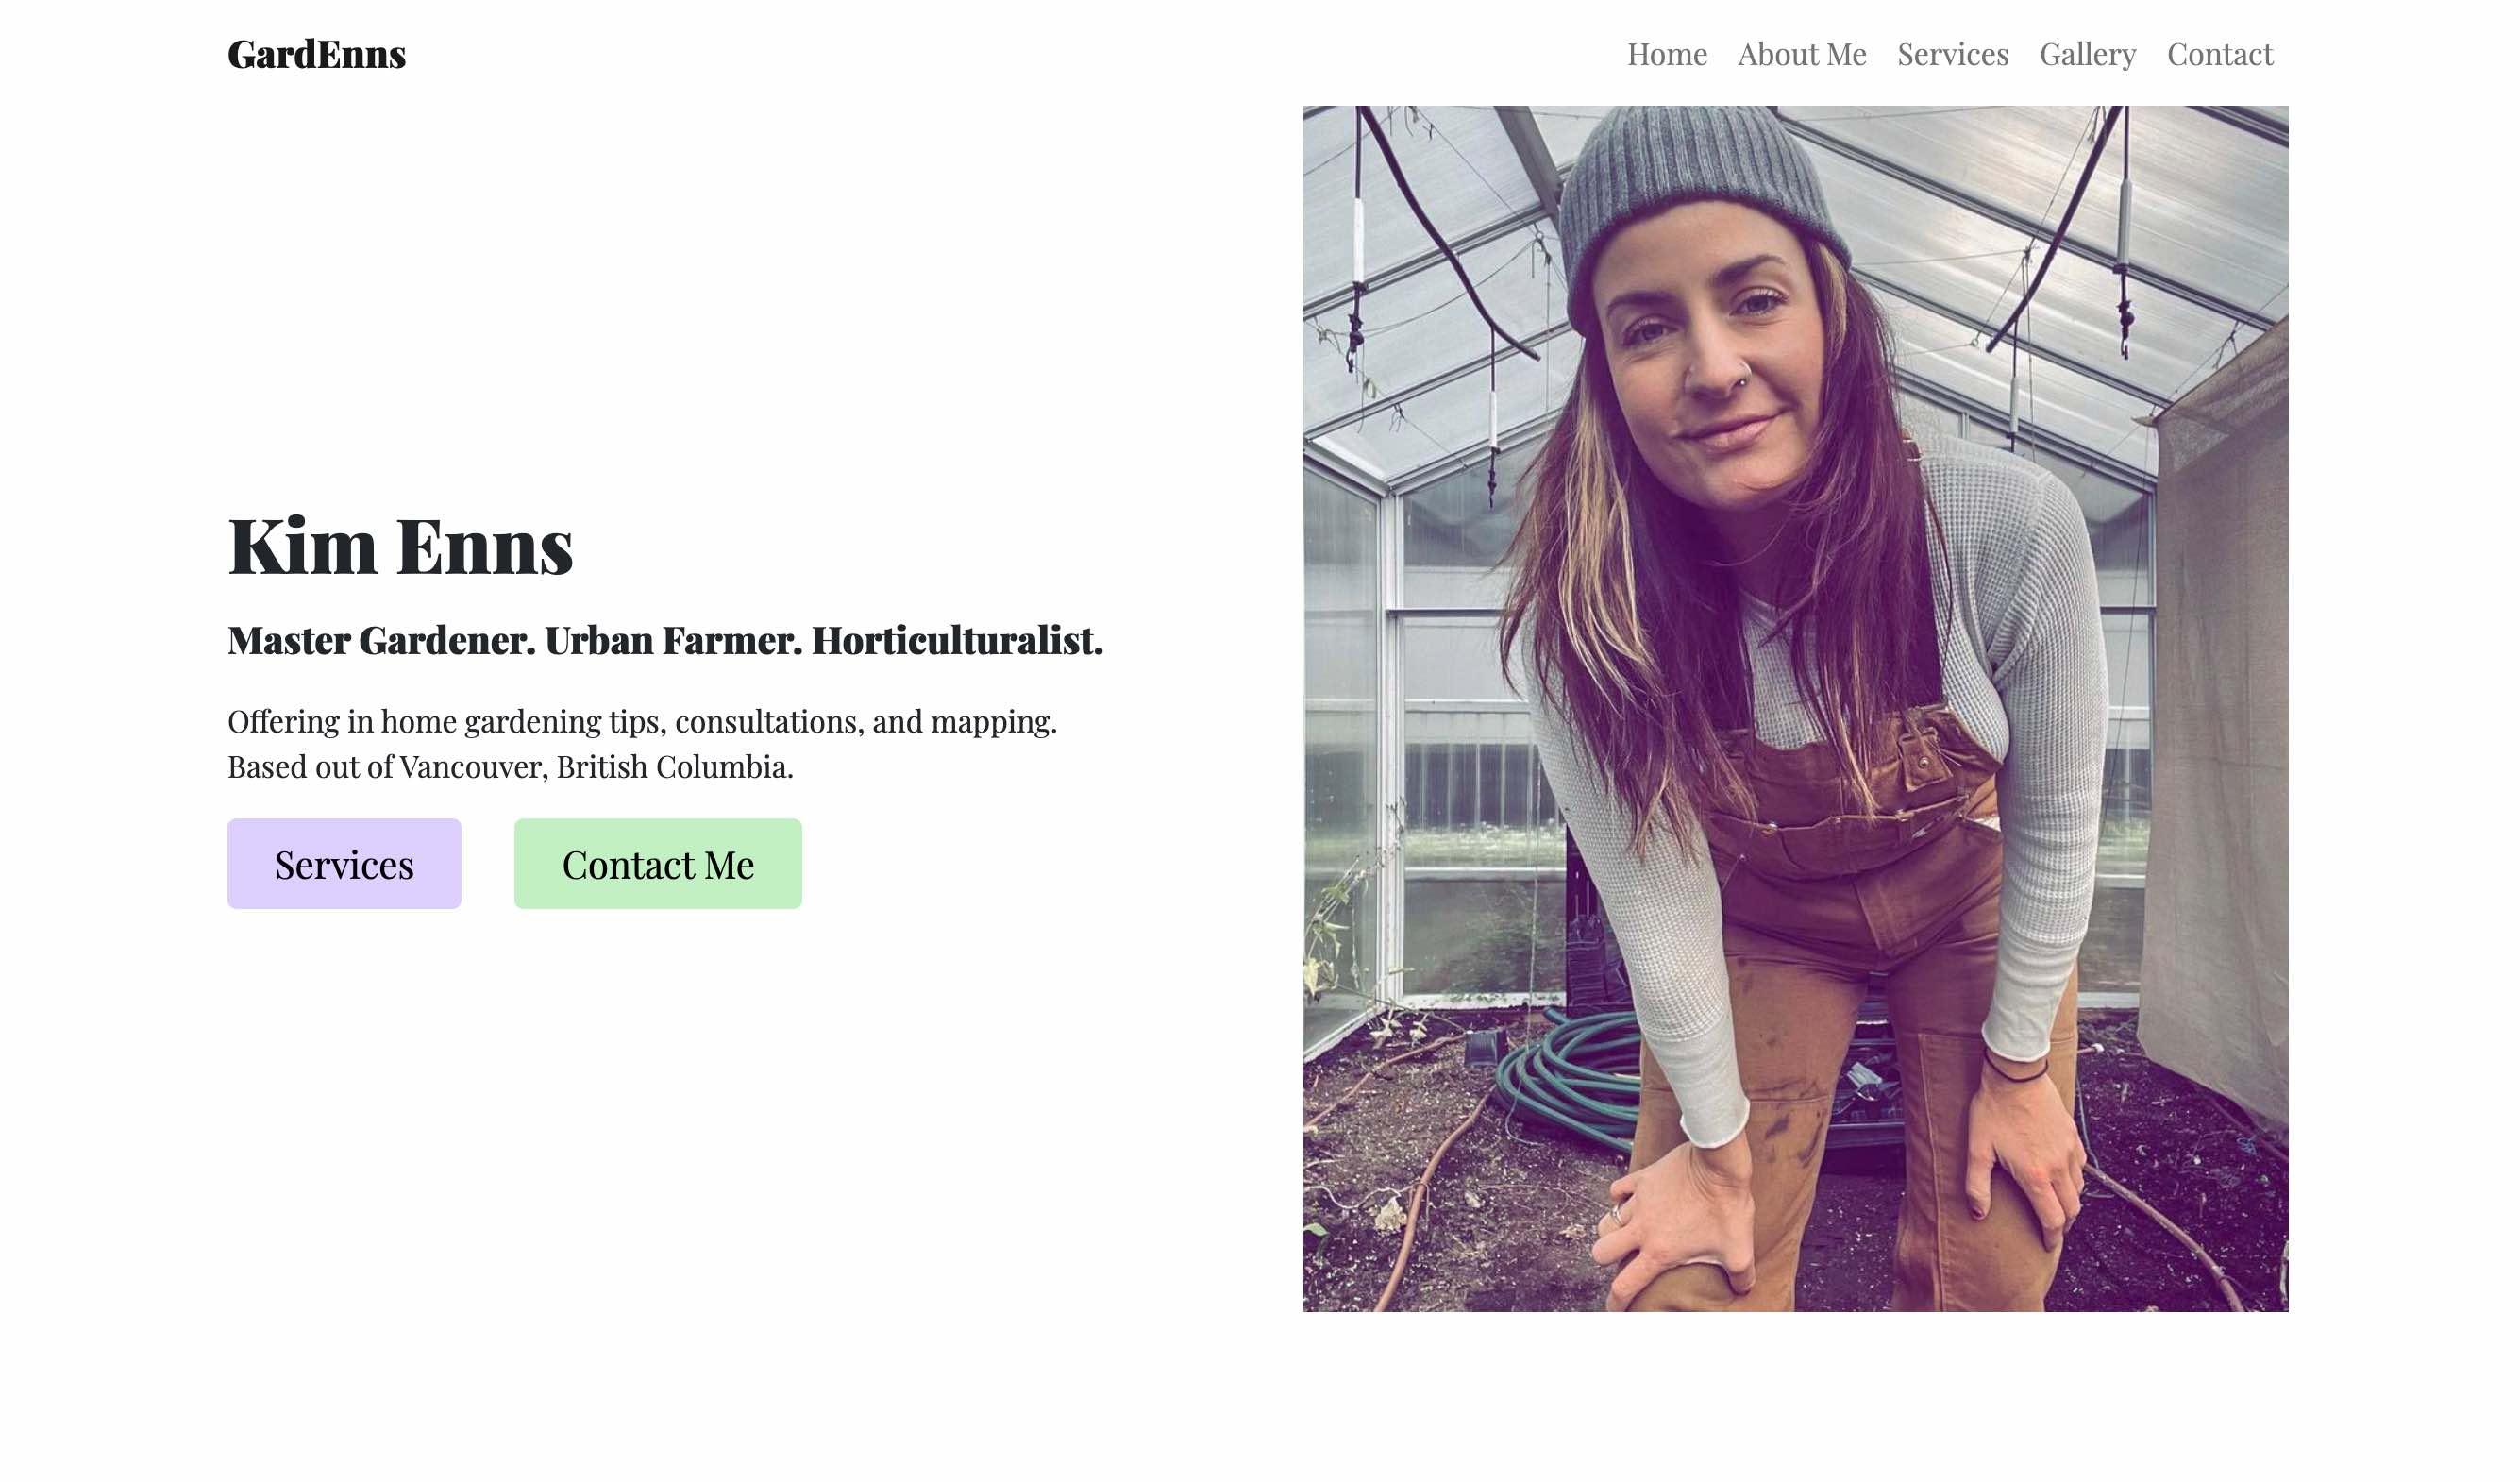 GardEnns
Home About Me Services Gallery Contact
Kim Enns
Master Gardener. Urban Farmer. Horticulturalist.
Offering in home gardening tips, consultations, and mapping.
Based out of Vancouver, British Columbia.
Services
Contact Me